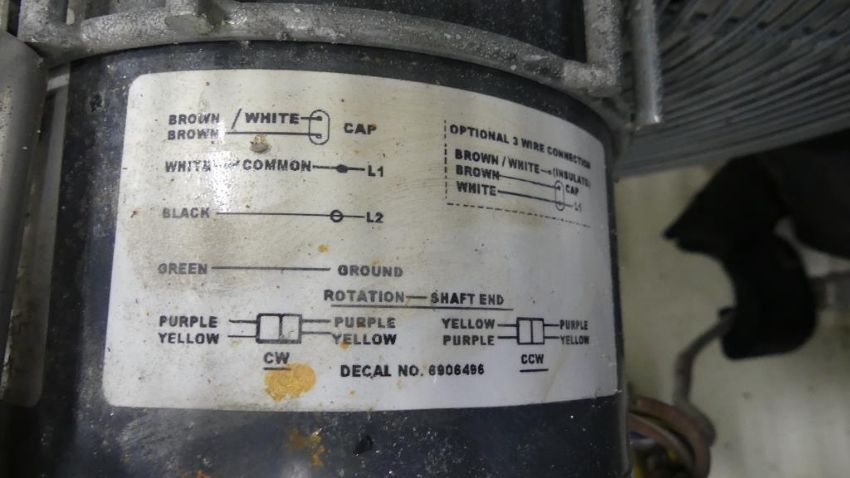 BROWN / WHITE
BROWN CAP
WHITE COMMON L1
BLACK L2
GREEN GROUND
OPTIONAL 3 WIRE CONNECTION
BROWN / WHITE (INSULATE)
BROWN CAP
WHITE L1
ROTATION — SHAFT END
PURPLE PURPLE
YELLOW YELLOW
CW
YELLOW PURPLE
PURPLE YELLOW
CCW
DECAL NO. 6906496